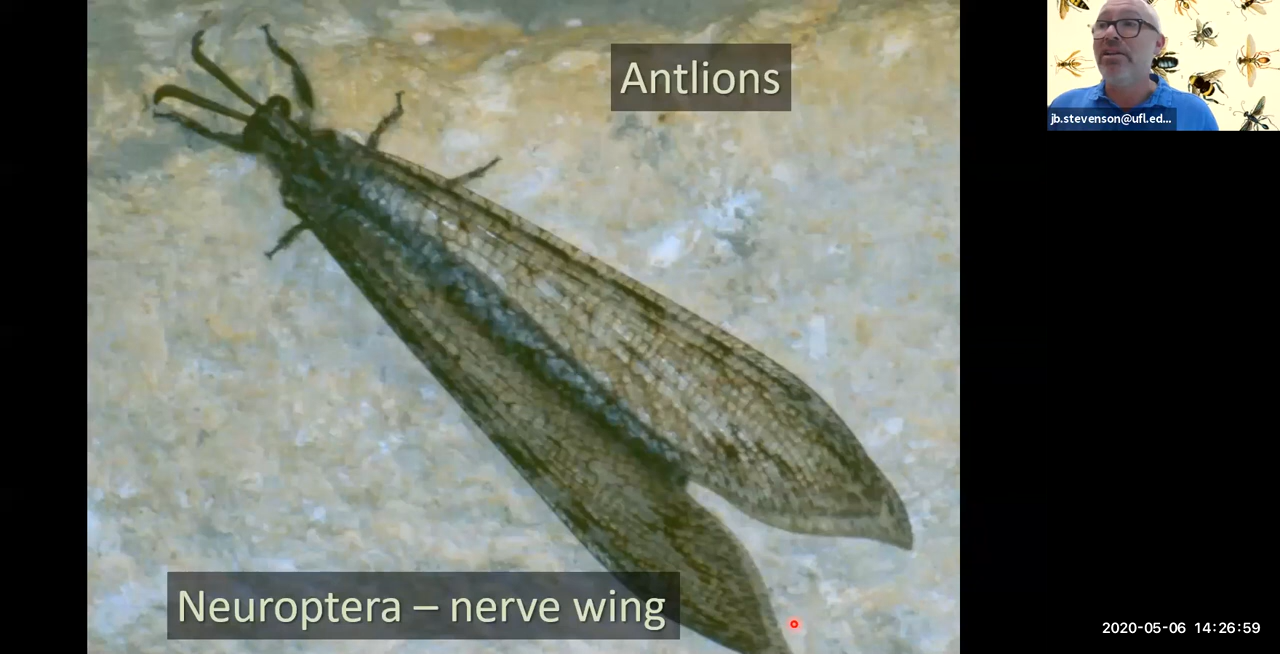 Antlions
jb.stevenson@ufl.ed...
Neuroptera – nerve wing
2020-05-06 14:26:59